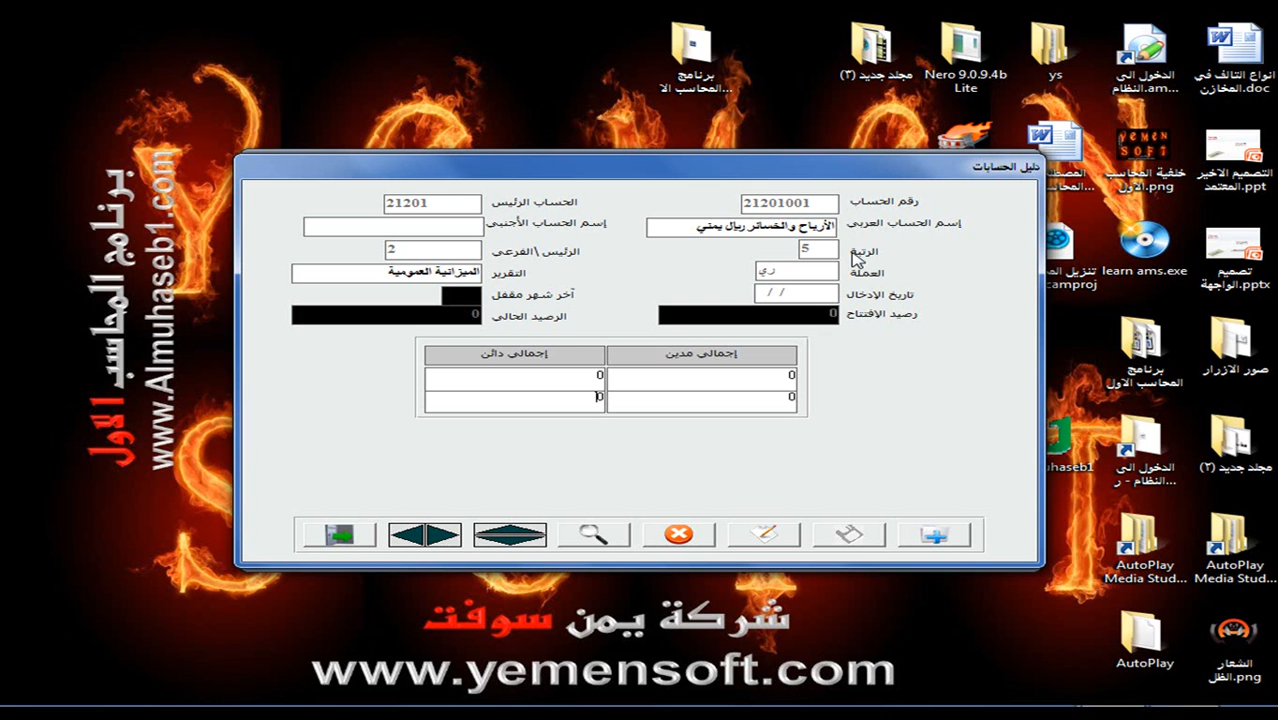 برنامج
المحاسب الا...
مجلد جديد (٣)
Nero 9.0.9.4b
Lite
ys
الدخول الى
النظام.am...
انواع التالف في
المخازن.doc
خلفية المحاسب
الاول.png
التصميم الاخير
المعتمد.ppt
learn ams.exe
تصميم
الواجهة.pptx
camproj
برنامج
المحاسب الاول
صور الازرار
uhaseb1
الدخول الى
النظام - ر...
مجلد جديد (٢)
AutoPlay
Media Stud...
AutoPlay
Media Stud...
AutoPlay
الشعار
الظل.png
برنامج المحاسب الاول
www.Almuhaseb1.com
دليل الحسابات
رقم الحساب 21201001 الحساب الرئيس 21201
إسم الحساب العربي الأرباح والخسائر ريال يمني إسم الحساب الأجنبي
الرتبة 5 الرئيس\الفرعي 2
العملة ري التقرير الميزانية العمومية
تاريخ الإدخال / / آخر شهر مقفل
رصيد الإفتتاح 0 الرصيد الحالي 0
إجمالي مدين إجمالي دائن
0 0
0 0
شركة يمن سوفت
www.yemensoft.com